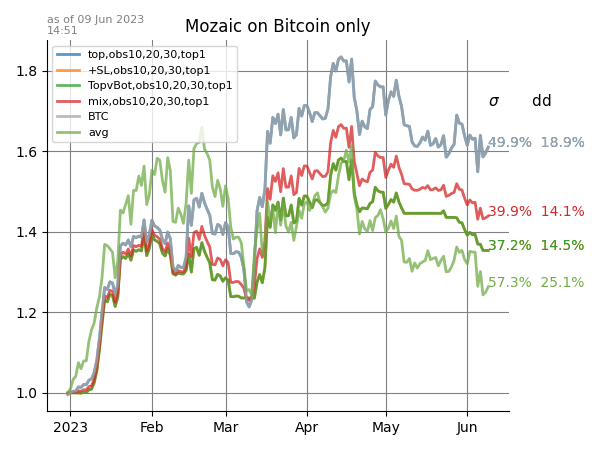 as of 09 Jun 2023
14:51
Mozaic on Bitcoin only
top,obs10,20,30,top1
+SL,obs10,20,30,top1
TopvBot,obs10,20,30,top1
mix,obs10,20,30,top1
BTC
avg
σ dd
49.9% 18.9%
39.9% 14.1%
37.2% 14.5%
57.3% 25.1%
1.8
1.6
1.4
1.2
1.0
2023 Feb Mar Apr May Jun